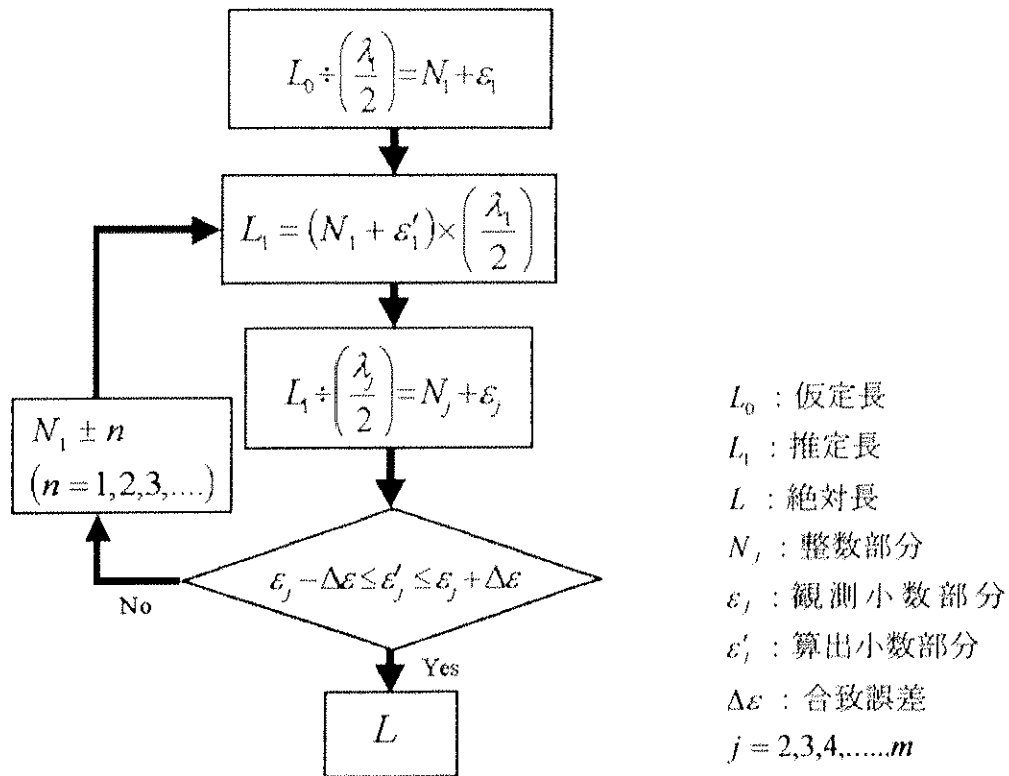 L₀ ÷ (λ₁/2) = N₁ + ε₁
L₁ = (N₁ + ε′₁) × (λ₁/2)
L₁ ÷ (λⱼ/2) = Nⱼ + εⱼ
N₁ ± n
(n = 1,2,3,....)
εⱼ − Δε ≤ ε′ⱼ ≤ εⱼ + Δε
No
Yes
L
L₀ : 仮定長
L₁ : 推定長
L : 絶対長
Nⱼ : 整数部分
εⱼ : 観測小数部分
ε′ⱼ : 算出小数部分
Δε : 合致誤差
j = 2,3,4,......m